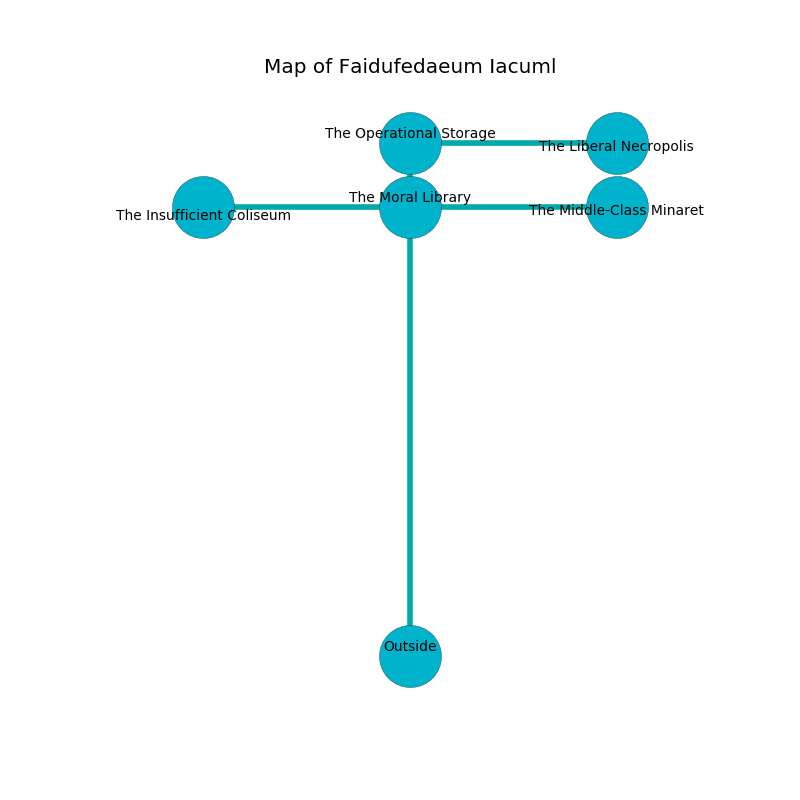 Map of Faidufedaeum Iacuml
The Operational Storage
The Liberal Necropolis
The Moral Library
The Middle-Class Minaret
The Insufficient Coliseum
Outside